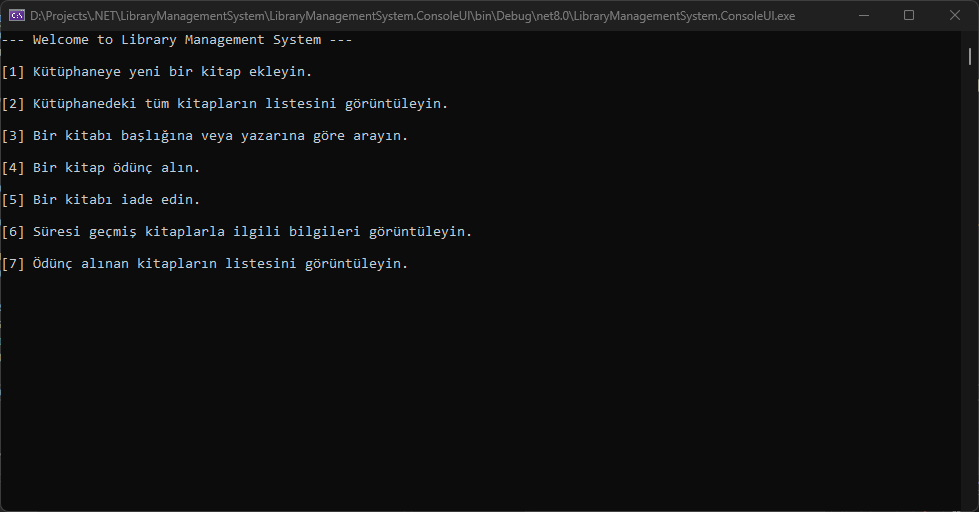 D:\Projects\.NET\LibraryManagementSystem\LibraryManagementSystem.ConsoleUI\bin\Debug\net8.0\LibraryManagementSystem.ConsoleUI.exe
--- Welcome to Library Management System ---
[1] Kütüphaneye yeni bir kitap ekleyin.
[2] Kütüphanedeki tüm kitapların listesini görüntüleyin.
[3] Bir kitabı başlığına veya yazarına göre arayın.
[4] Bir kitap ödünç alın.
[5] Bir kitabı iade edin.
[6] Süresi geçmiş kitaplarla ilgili bilgileri görüntüleyin.
[7] Ödünç alınan kitapların listesini görüntüleyin.